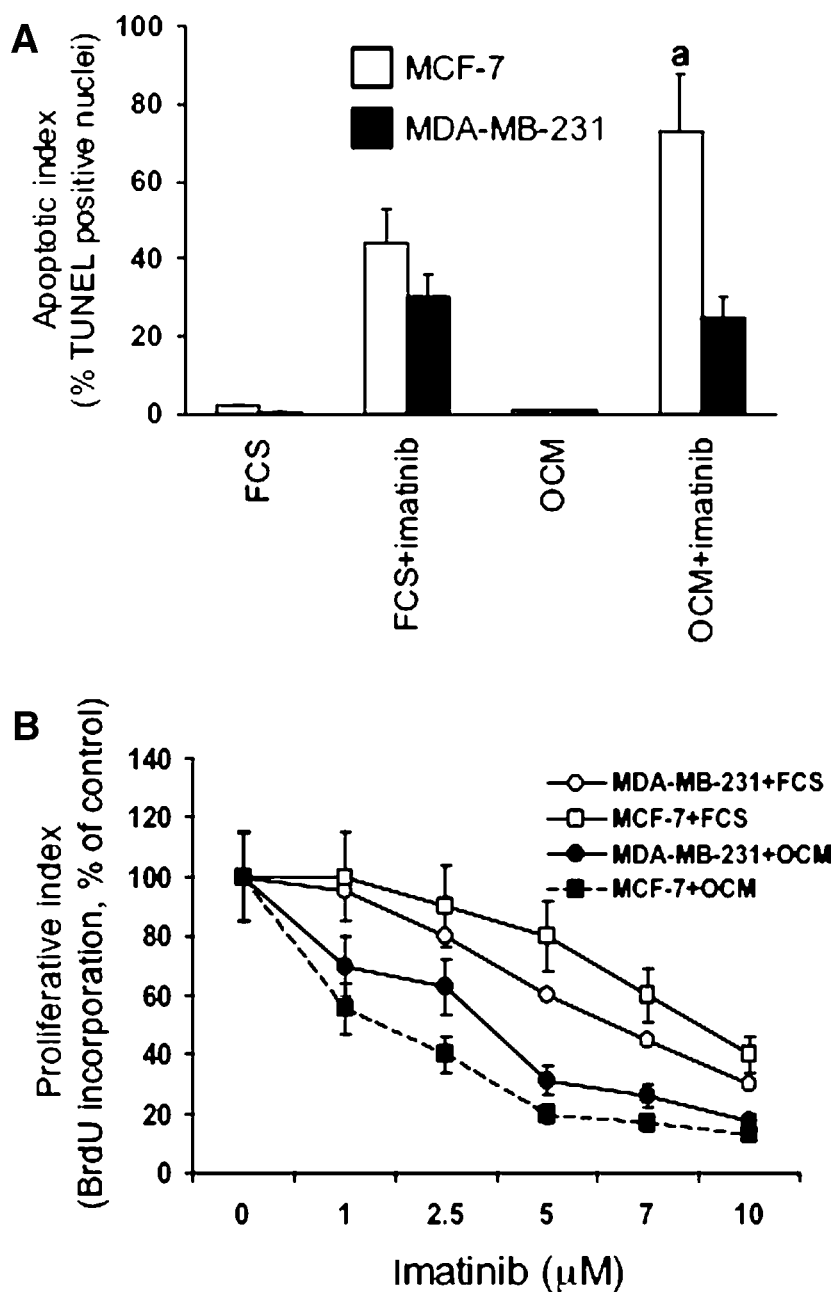 A
Apoptotic index
(% TUNEL positive nuclei)
100
80
60
40
20
0
MCF-7
MDA-MB-231
a
FCS
FCS+imatinib
OCM
OCM+imatinib
B
Proliferative index
(BrdU incorporation, % of control)
140
120
100
80
60
40
20
0
MDA-MB-231+FCS
MCF-7+FCS
MDA-MB-231+OCM
MCF-7+OCM
0 1 2.5 5 7 10
Imatinib (μM)